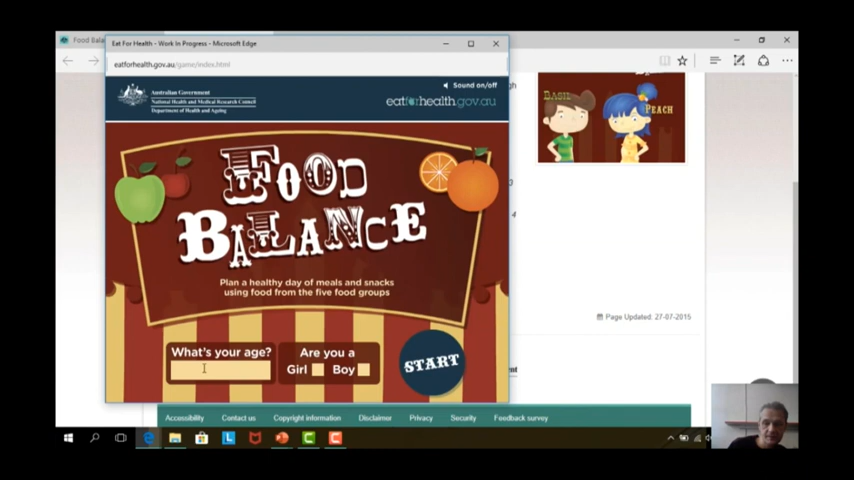 Food Bala
Eat For Health - Work In Progress - Microsoft Edge
eatforhealth.gov.au/game/index.html
Australian Government
National Health and Medical Research Council
Department of Health and Ageing
Sound on/off
eatforhealth.gov.au
BASIL
PEACH
FOOD
BALANCE
Plan a healthy day of meals and snacks
using food from the five food groups
4
Page Updated: 27-07-2015
What's your age?
Are you a
Girl
Boy
START
Accessibility
Contact us
Copyright information
Disclaimer
Privacy
Security
Feedback survey